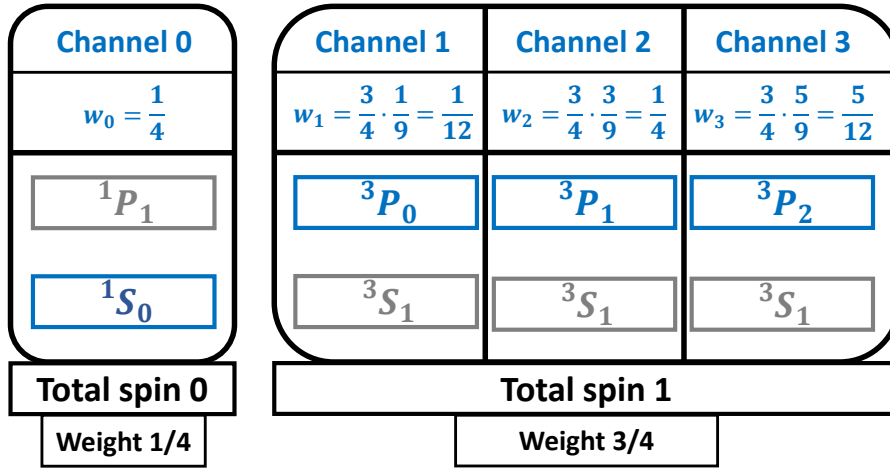 Channel 0 Channel 1 Channel 2 Channel 3
w₀ = 1/4 w₁ = 3/4 · 1/9 = 1/12 w₂ = 3/4 · 3/9 = 1/4 w₃ = 3/4 · 5/9 = 5/12
¹P₁ ³P₀ ³P₁ ³P₂
¹S₀ ³S₁ ³S₁ ³S₁
Total spin 0 Total spin 1
Weight 1/4 Weight 3/4